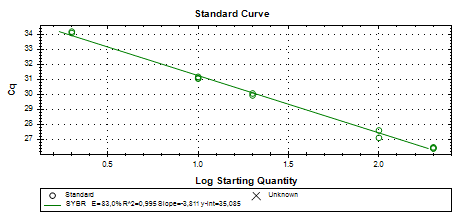 Standard Curve
34
33
32
31
30
29
28
27
Cq
0.5
1.0
1.5
2.0
Log Starting Quantity
Standard
Unknown
SYBR E=83,0% R^2=0,995 Slope=-3,811 y-int=35,085